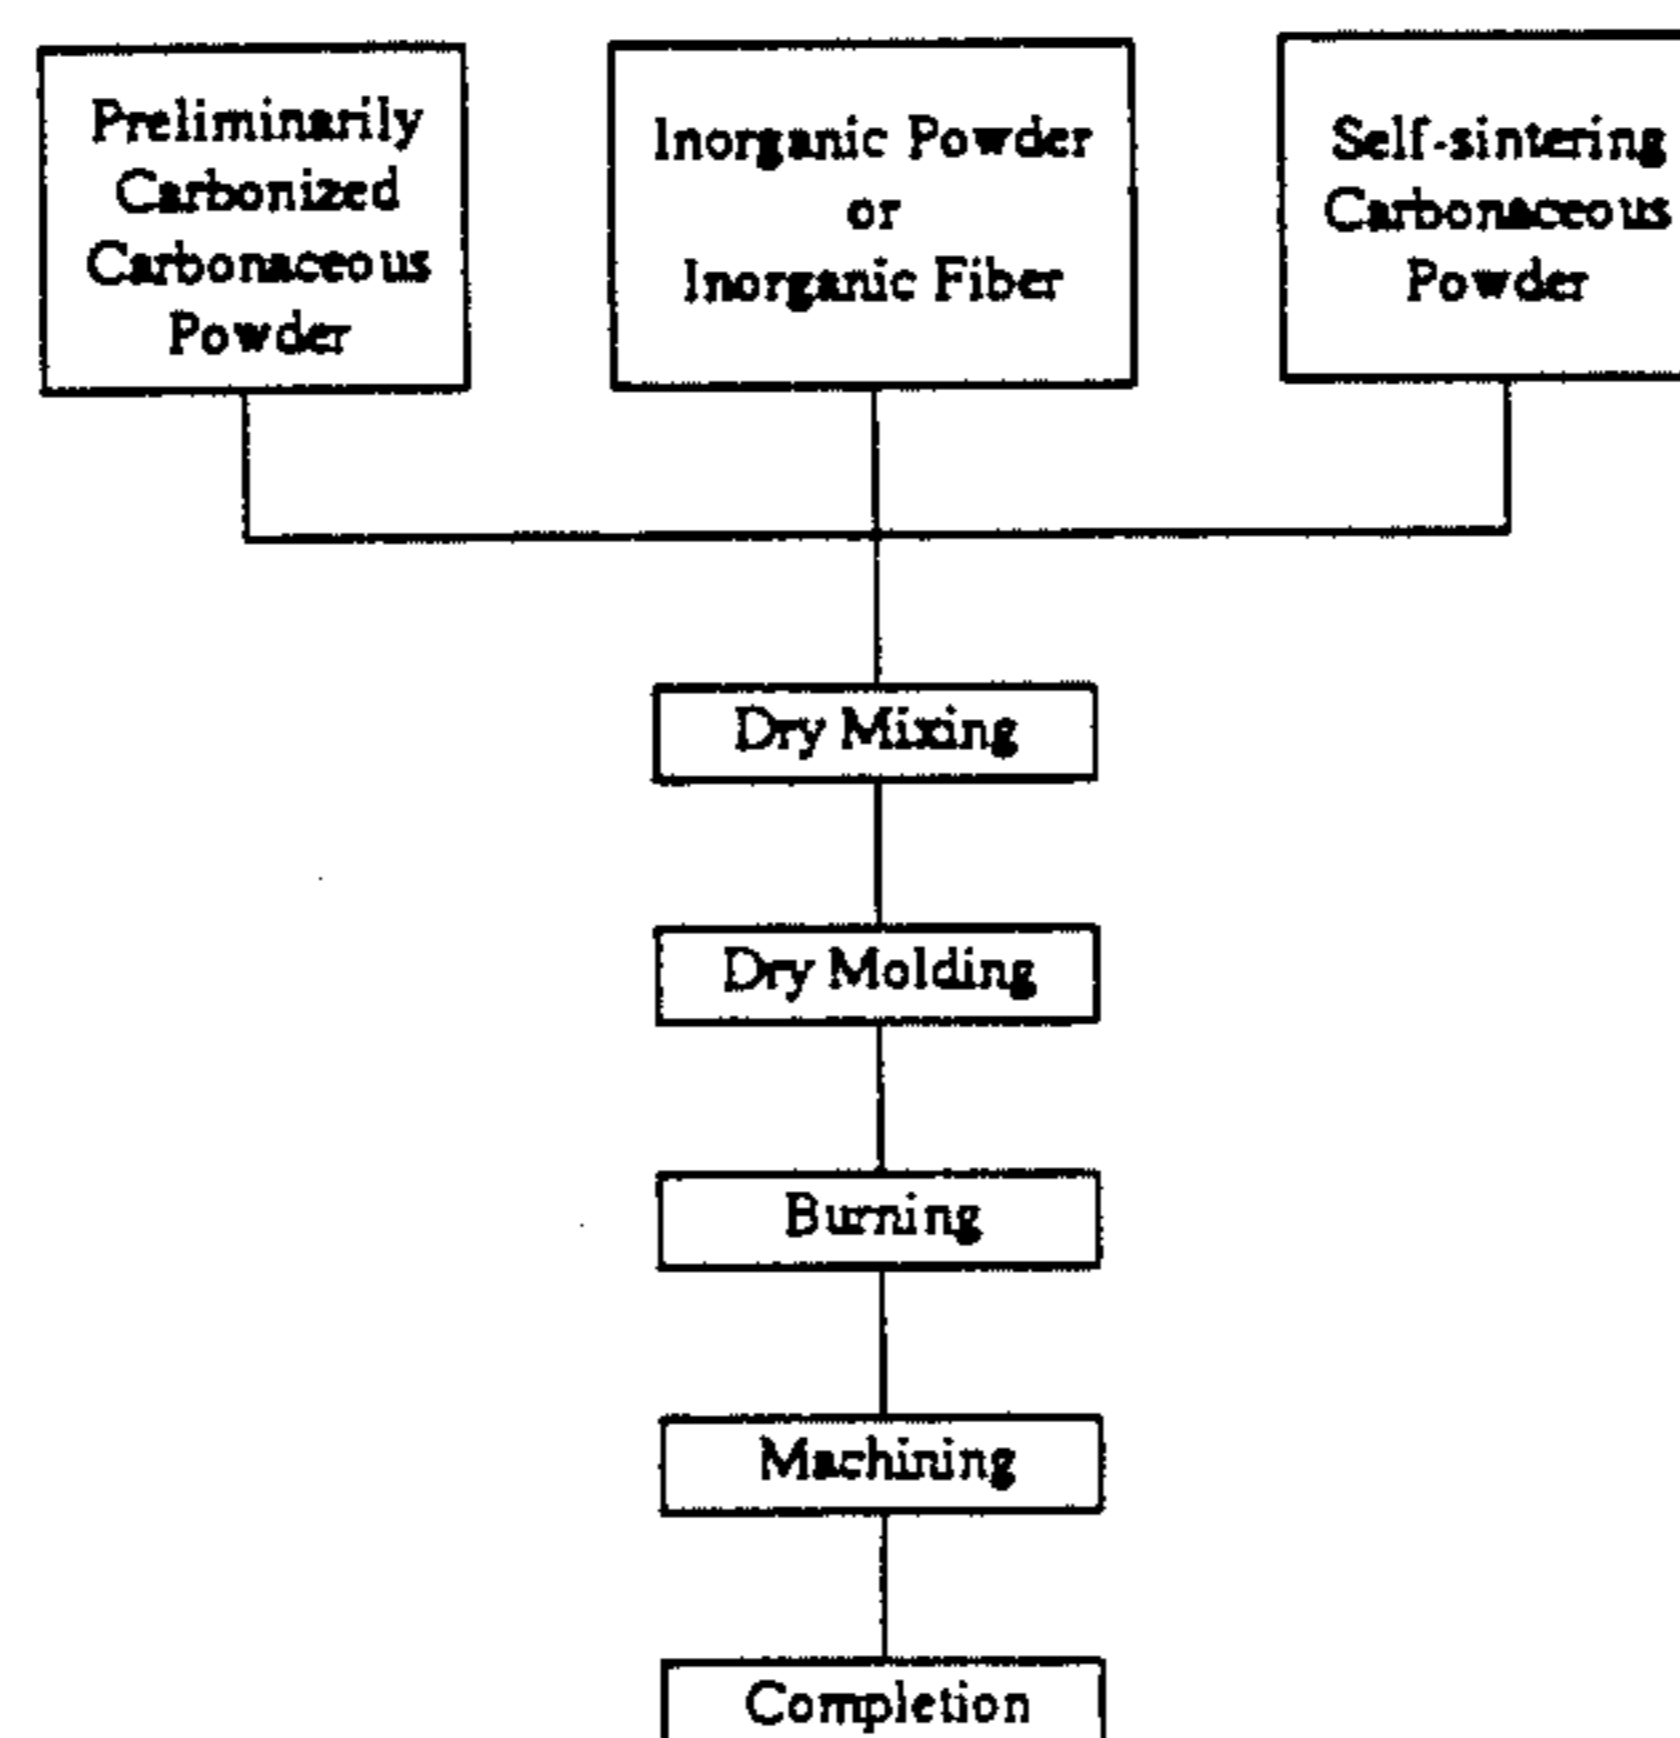 Preliminarily
Carbonized
Carbonaceous
Powder
Inorganic Powder
or
Inorganic Fiber
Self-sintering
Carbonaceous
Powder
Dry Mixing
Dry Molding
Burning
Machining
Completion